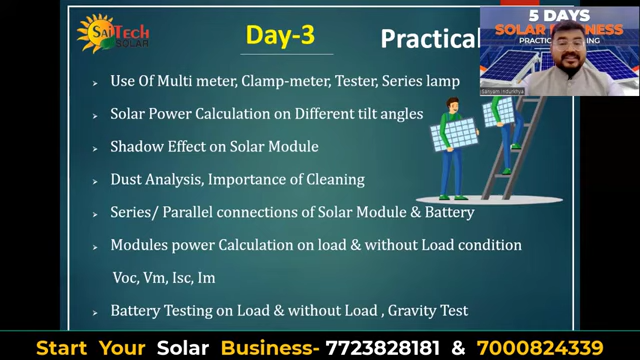 SaiTech
SOLAR
Day-3
Practical
5 DAYS
SOLAR BUSINESS
Use Of Multi meter, Clamp-meter, Tester, Series lamp
Solar Power Calculation on Different tilt angles
Shadow Effect on Solar Module
Dust Analysis, Importance of Cleaning
Series/ Parallel connections of Solar Module & Battery
Modules power Calculation on load & without Load condition
Voc, Vm, Isc, Im
Battery Testing on Load & without Load , Gravity Test
Start Your Solar Business- 7723828181 & 7000824339